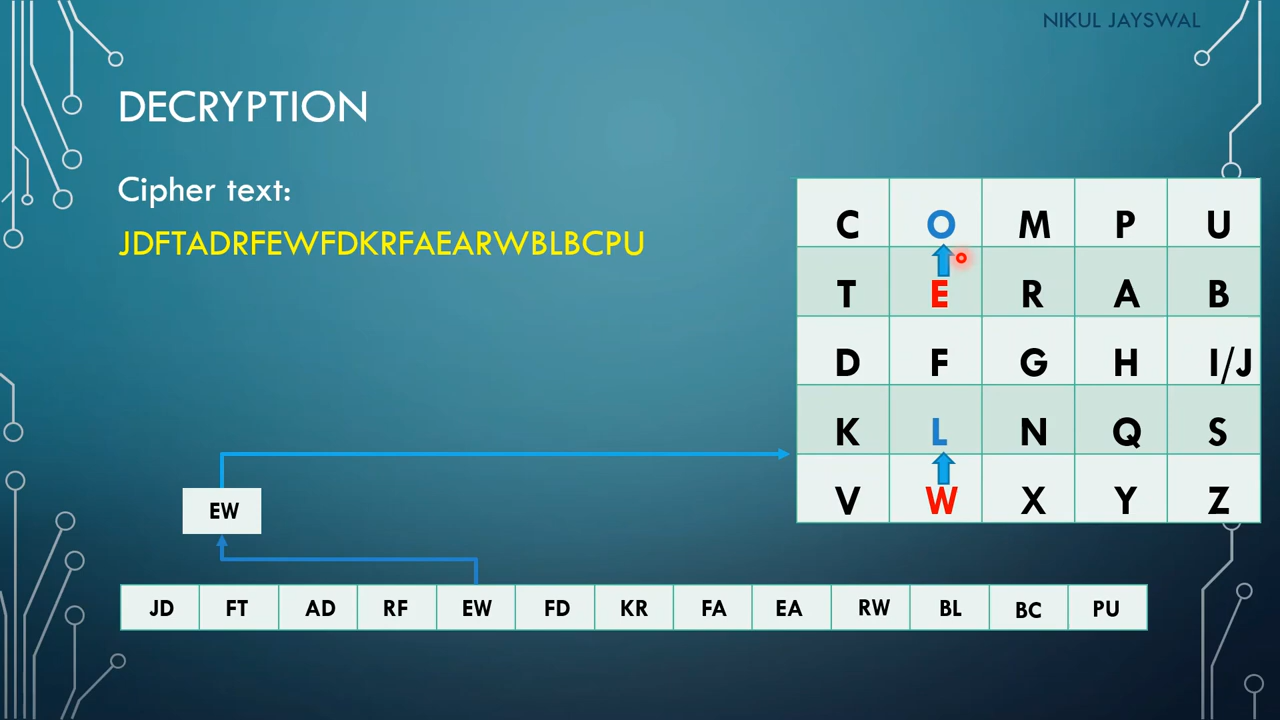 NIKUL JAYSWAL
DECRYPTION
Cipher text:
JDFTADRFEWFDKRFAEARWBLBCPU
C O M P U
T E R A B
D F G H I/J
K L N Q S
V W X Y Z
EW
JD FT AD RF EW FD KR FA EA RW BL BC PU